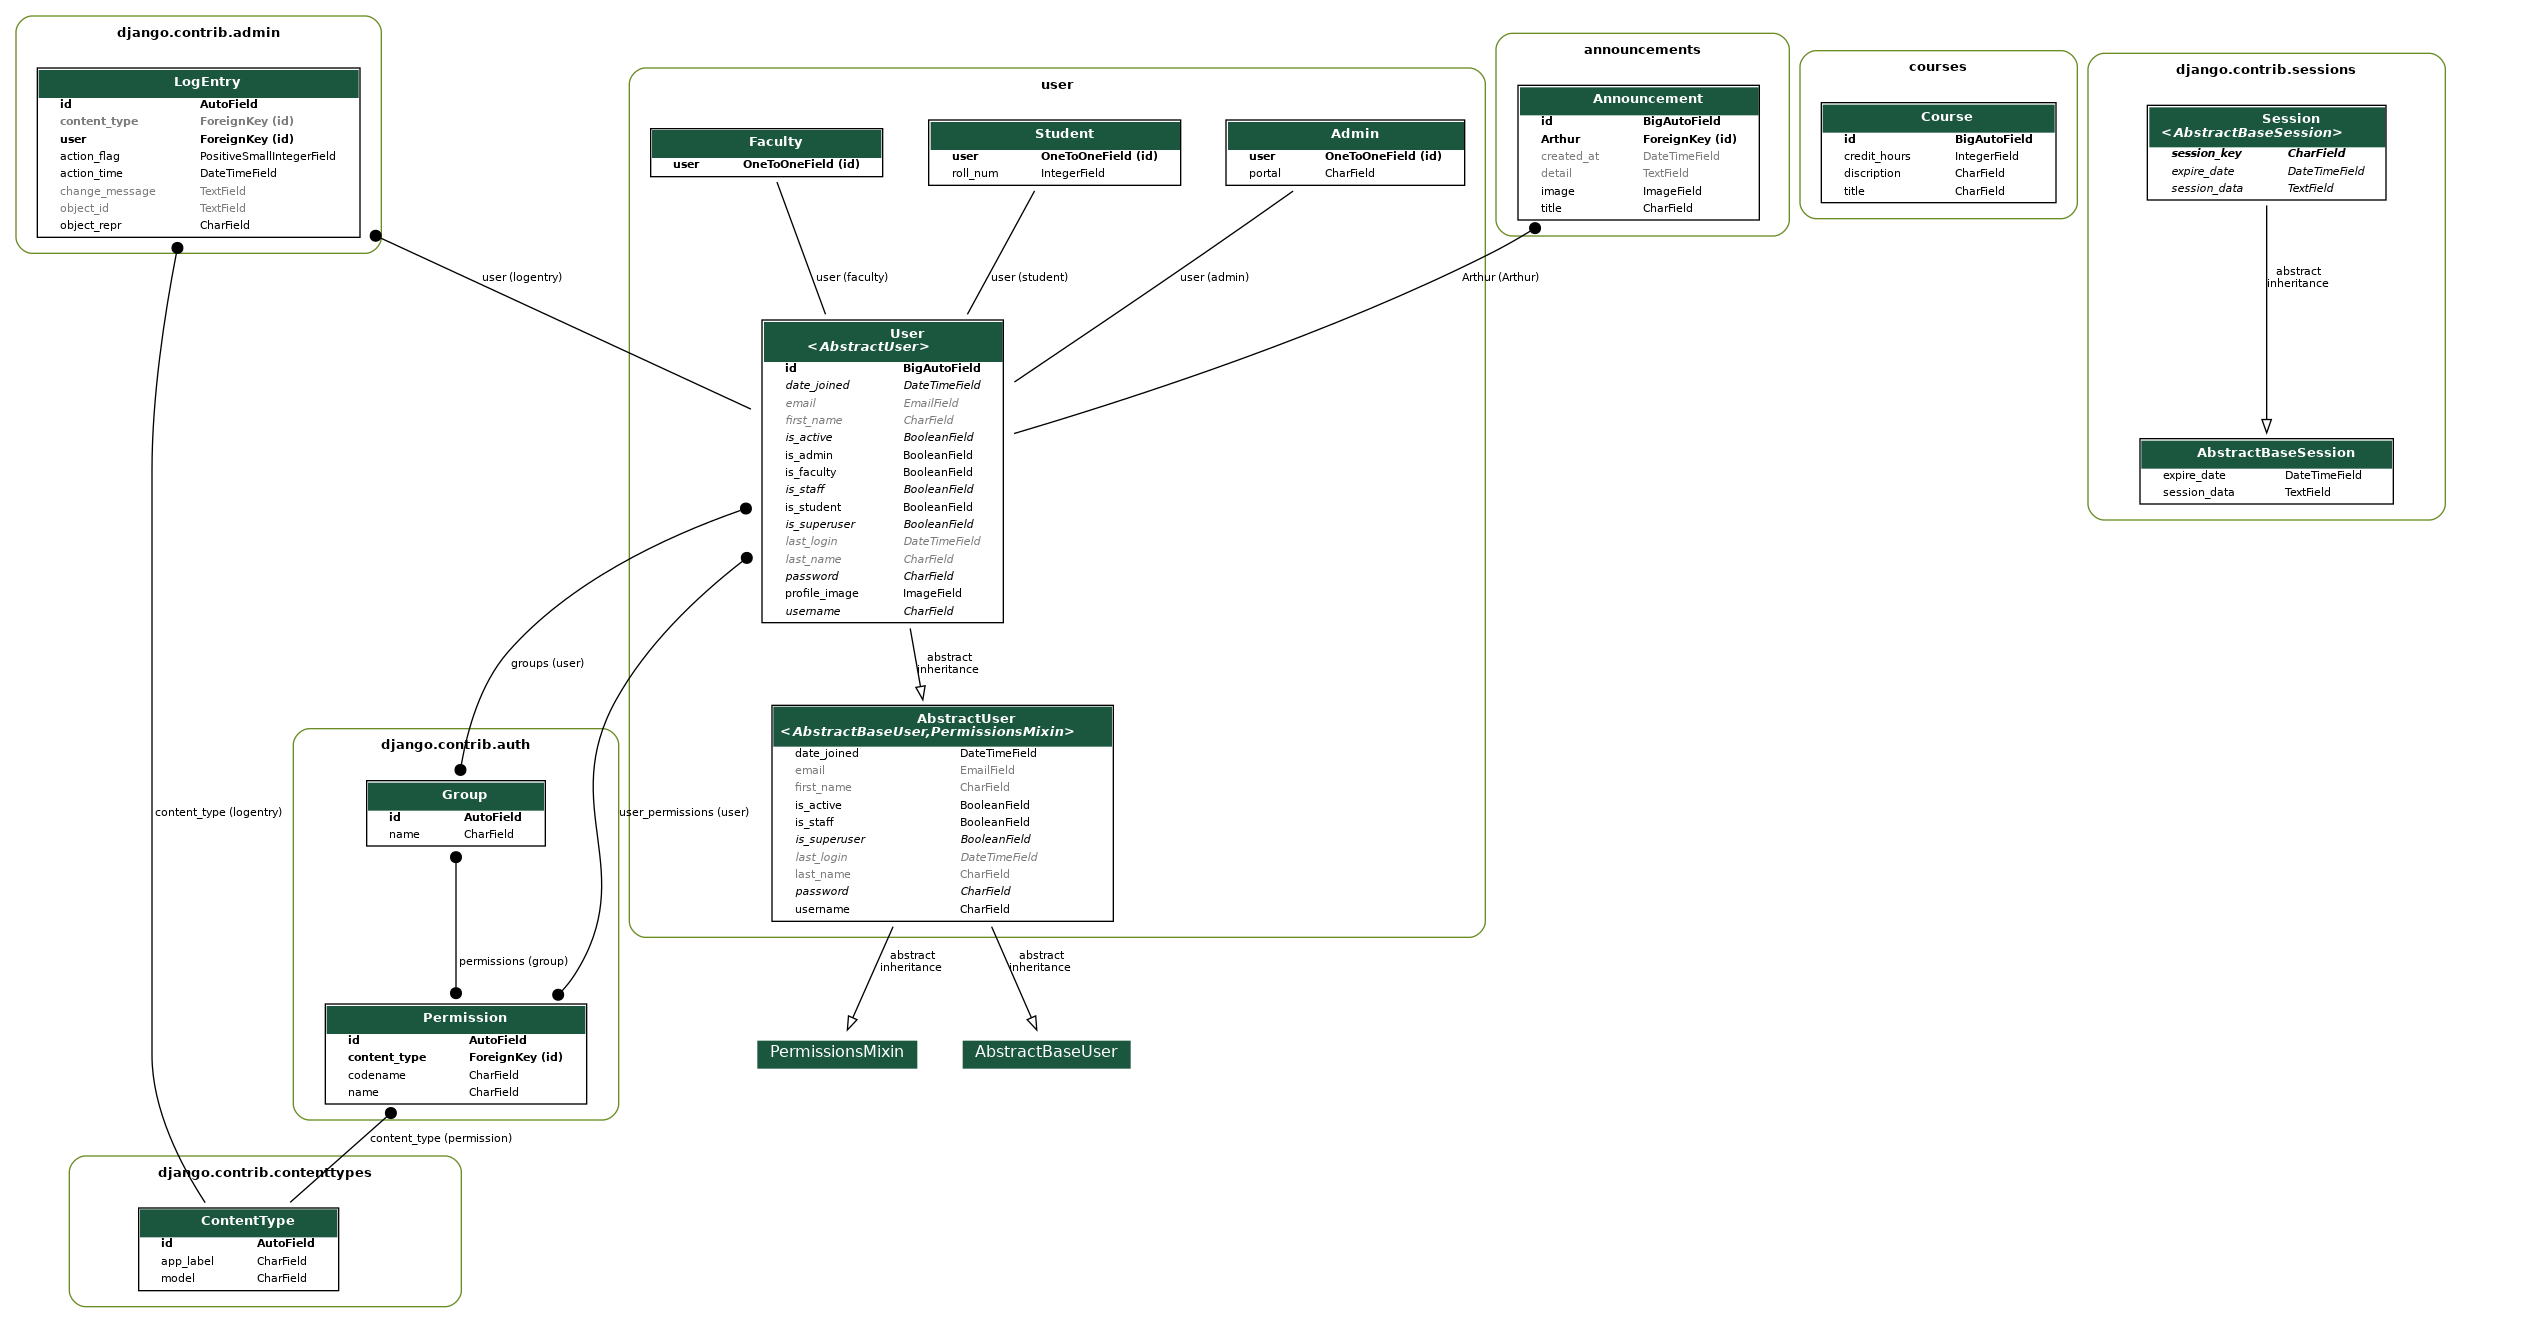 django.contrib.admin
LogEntry
id AutoField
content_type ForeignKey (id)
user ForeignKey (id)
action_flag PositiveSmallIntegerField
action_time DateTimeField
change_message TextField
object_id TextField
object_repr CharField
user
Faculty
user OneToOneField (id)
Student
user OneToOneField (id)
roll_num IntegerField
Admin
user OneToOneField (id)
portal CharField
announcements
Announcement
id BigAutoField
Arthur ForeignKey (id)
created_at DateTimeField
detail TextField
image ImageField
title CharField
courses
Course
id BigAutoField
credit_hours IntegerField
discription CharField
title CharField
django.contrib.sessions
Session
<AbstractBaseSession>
session_key CharField
expire_date DateTimeField
session_data TextField
user (logentry)
user (faculty)
user (student)
user (admin)
Arthur (Arthur)
abstract
inheritance
User
<AbstractUser>
id BigAutoField
date_joined DateTimeField
email EmailField
first_name CharField
is_active BooleanField
is_admin BooleanField
is_faculty BooleanField
is_staff BooleanField
is_student BooleanField
is_superuser BooleanField
last_login DateTimeField
last_name CharField
password CharField
profile_image ImageField
username CharField
AbstractBaseSession
expire_date DateTimeField
session_data TextField
groups (user)
abstract
inheritance
AbstractUser
<AbstractBaseUser,PermissionsMixin>
date_joined DateTimeField
email EmailField
first_name CharField
is_active BooleanField
is_staff BooleanField
is_superuser BooleanField
last_login DateTimeField
last_name CharField
password CharField
username CharField
django.contrib.auth
Group
id AutoField
name CharField
content_type (logentry)
user_permissions (user)
permissions (group)
abstract
inheritance
abstract
inheritance
Permission
id AutoField
content_type ForeignKey (id)
codename CharField
name CharField
PermissionsMixin
AbstractBaseUser
content_type (permission)
django.contrib.contenttypes
ContentType
id AutoField
app_label CharField
model CharField